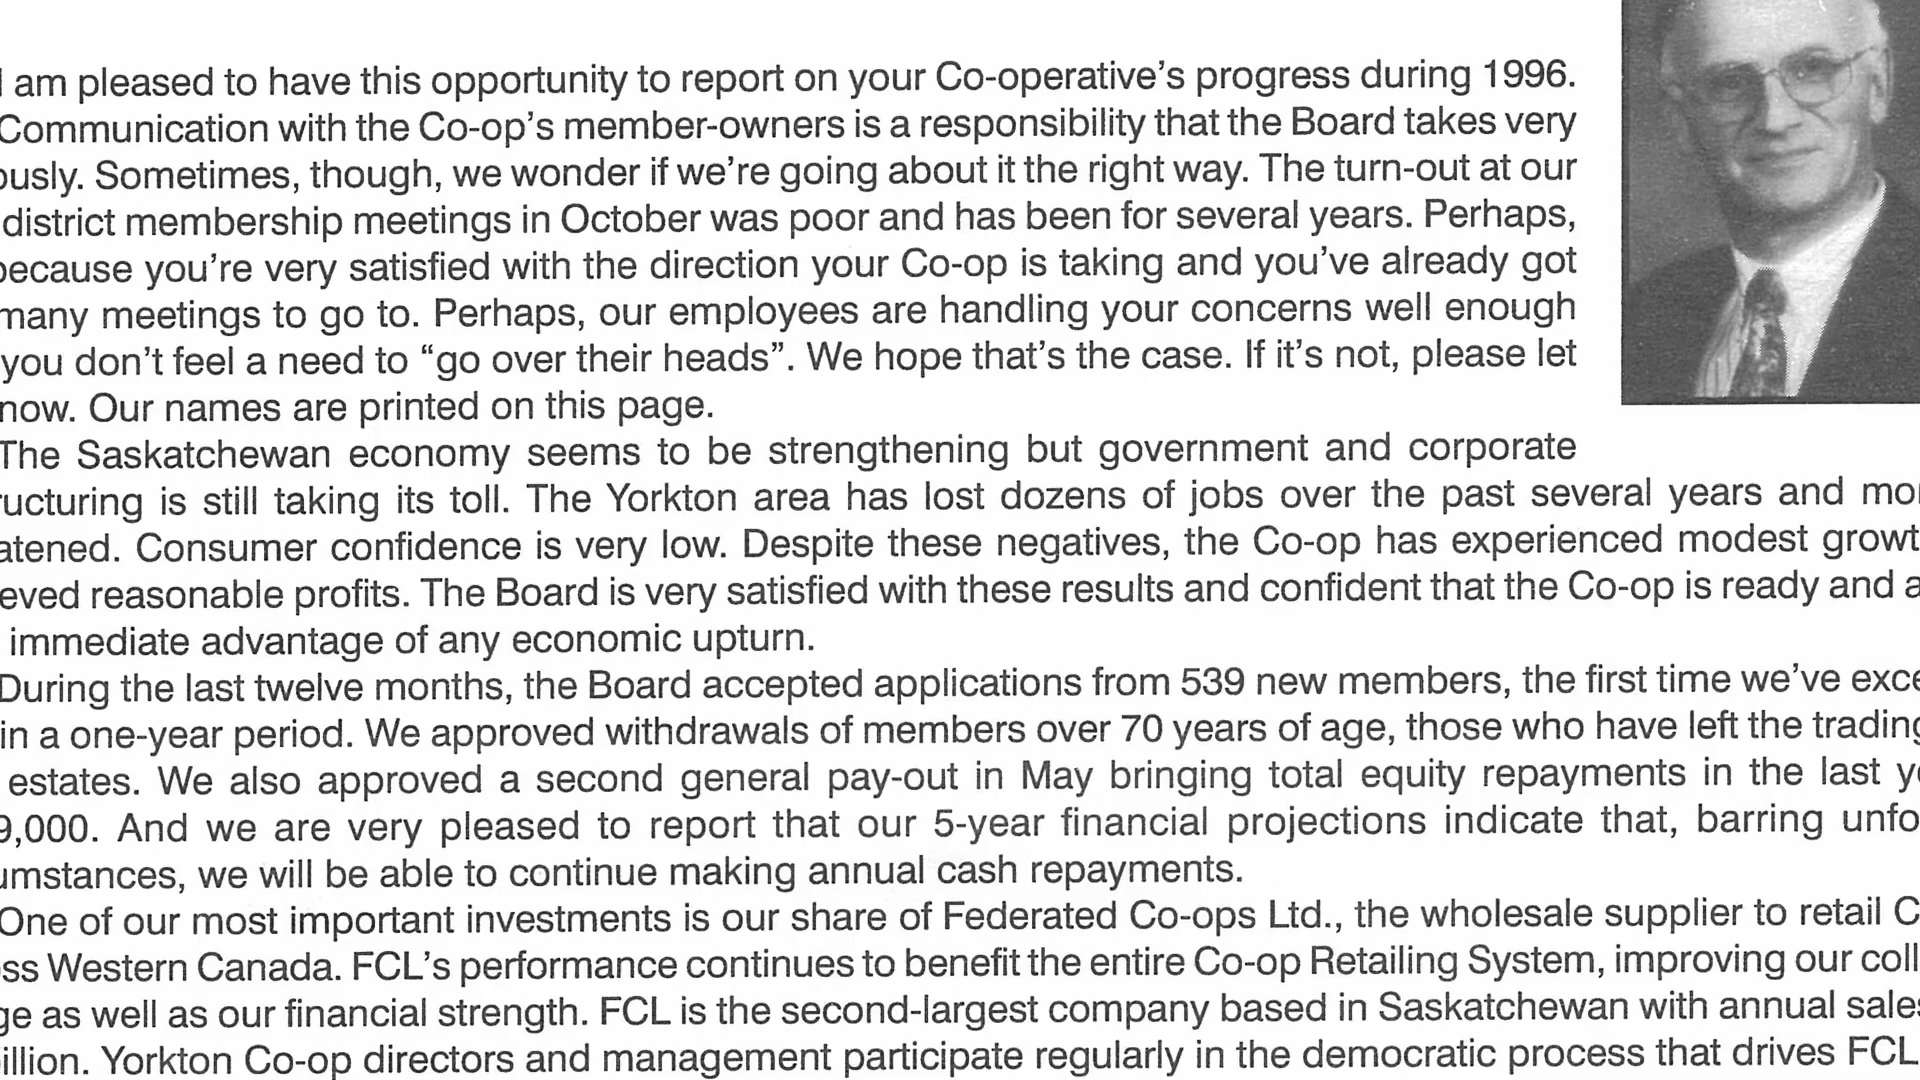 I am pleased to have this opportunity to report on your Co-operative's progress during 1996.
Communication with the Co-op's member-owners is a responsibility that the Board takes very
ously. Sometimes, though, we wonder if we're going about it the right way. The turn-out at our
district membership meetings in October was poor and has been for several years. Perhaps,
because you're very satisfied with the direction your Co-op is taking and you've already got
many meetings to go to. Perhaps, our employees are handling your concerns well enough
you don't feel a need to “go over their heads”. We hope that's the case. If it's not, please let
now. Our names are printed on this page.
The Saskatchewan economy seems to be strengthening but government and corporate
ructuring is still taking its toll. The Yorkton area has lost dozens of jobs over the past several years and mor
atened. Consumer confidence is very low. Despite these negatives, the Co-op has experienced modest growt
eved reasonable profits. The Board is very satisfied with these results and confident that the Co-op is ready and a
immediate advantage of any economic upturn.
During the last twelve months, the Board accepted applications from 539 new members, the first time we've exce
in a one-year period. We approved withdrawals of members over 70 years of age, those who have left the trading
estates. We also approved a second general pay-out in May bringing total equity repayments in the last ye
9,000. And we are very pleased to report that our 5-year financial projections indicate that, barring unfo
umstances, we will be able to continue making annual cash repayments.
One of our most important investments is our share of Federated Co-ops Ltd., the wholesale supplier to retail C
ss Western Canada. FCL's performance continues to benefit the entire Co-op Retailing System, improving our coll
ge as well as our financial strength. FCL is the second-largest company based in Saskatchewan with annual sales
illion. Yorkton Co-op directors and management participate regularly in the democratic process that drives FCL